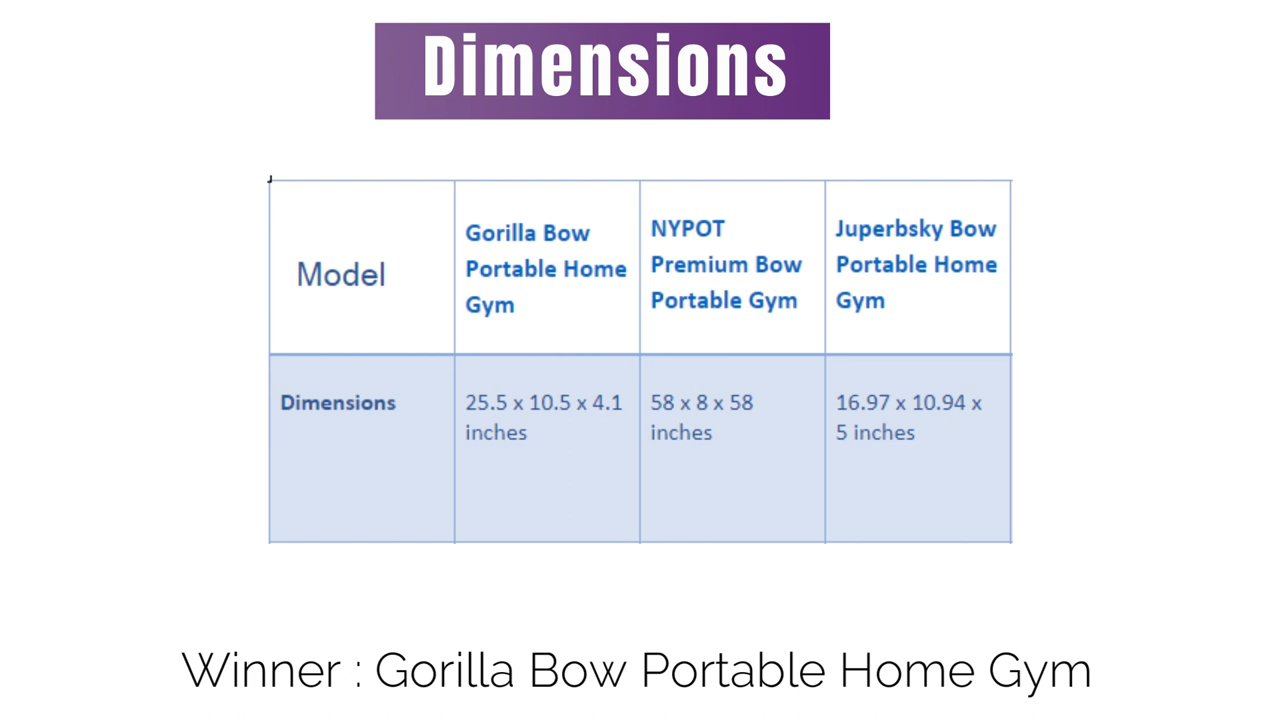 Dimensions
Model
Gorilla Bow
Portable Home
Gym
NYPOT
Premium Bow
Portable Gym
Juperbsky Bow
Portable Home
Gym
Dimensions
25.5 x 10.5 x 4.1
inches
58 x 8 x 58
inches
16.97 x 10.94 x
5 inches
Winner : Gorilla Bow Portable Home Gym